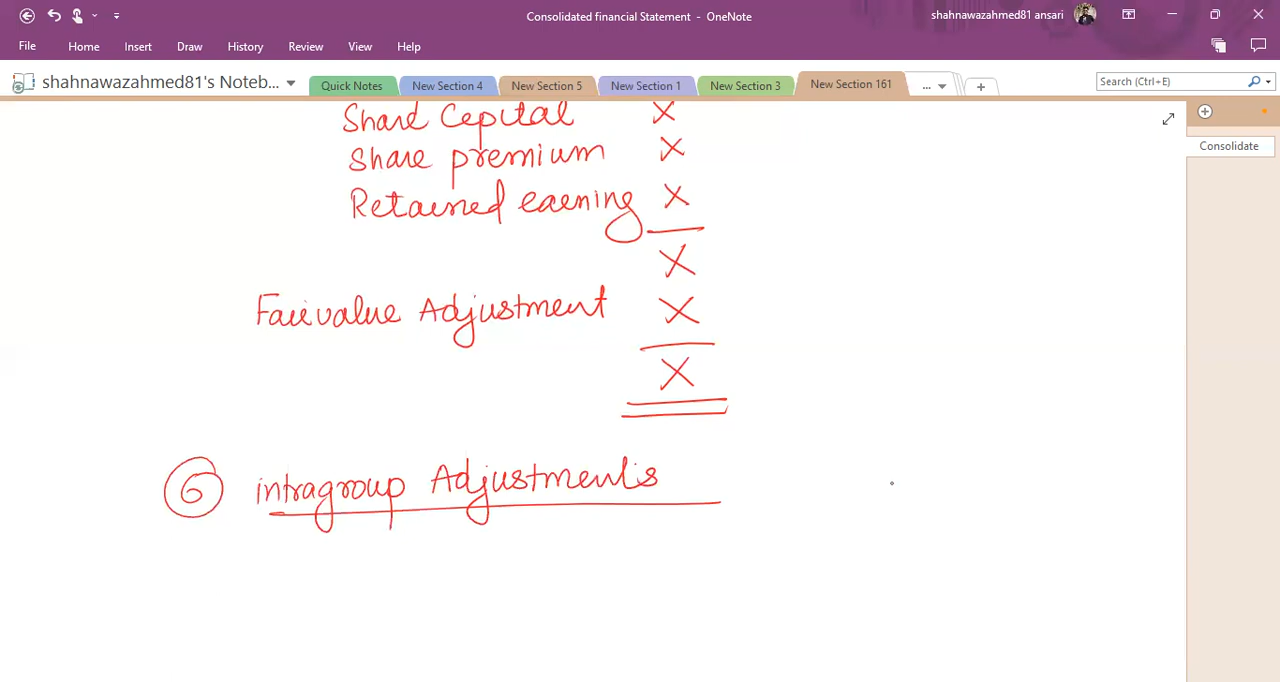 Consolidated financial Statement - OneNote
shahnawazahmed81 ansari
File Home Insert Draw History Review View Help
shahnawazahmed81's Noteb... Quick Notes New Section 4 New Section 5 New Section 1 New Section 3 New Section 161 ... + Search (Ctrl+E)
Consolidate
Share Capital X
Share premium X
Retained earning X
X
Fair value Adjustment X
X
6 intragroup Adjustments